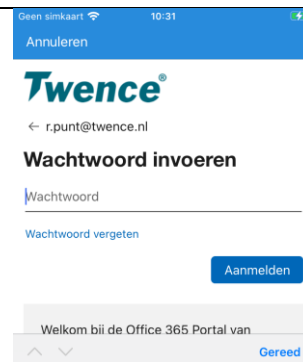 Geen simkaart 10:31
Annuleren
Twence®
← r.punt@twence.nl
Wachtwoord invoeren
Wachtwoord
Wachtwoord vergeten
Aanmelden
Welkom bij de Office 365 Portal van
Gereed